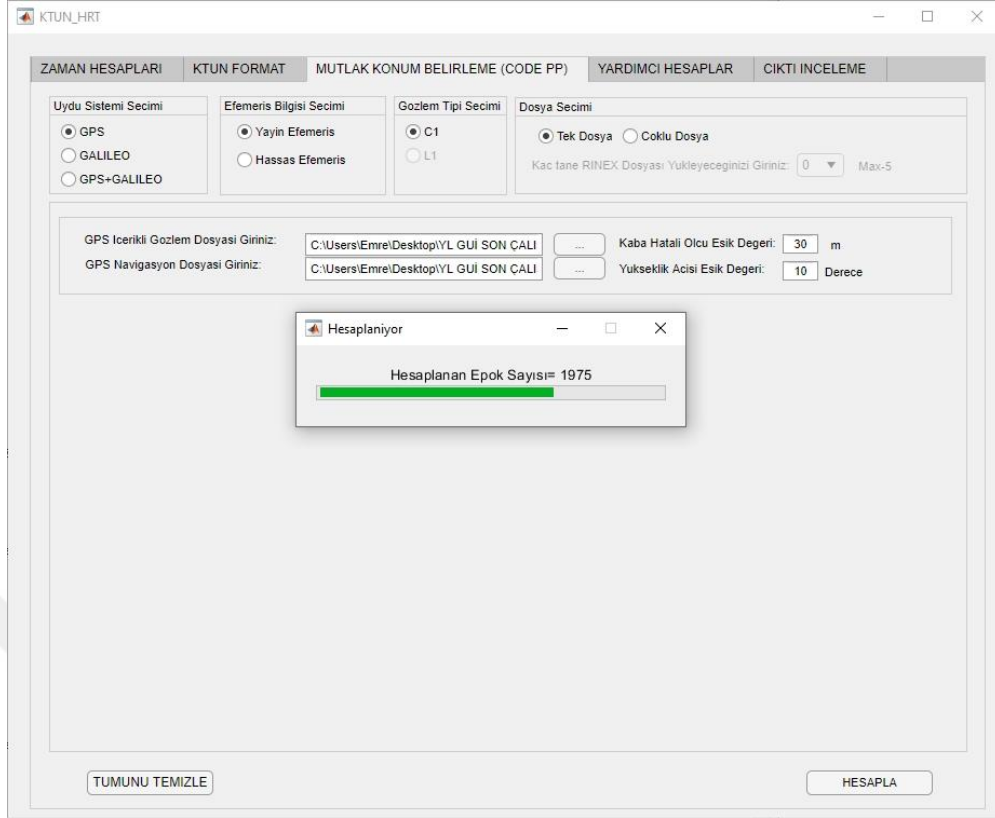 KTUN_HRT
ZAMAN HESAPLARI KTUN FORMAT MUTLAK KONUM BELIRLEME (CODE PP) YARDIMCI HESAPLAR CIKTI INCELEME
Uydu Sistemi Secimi
GPS
GALILEO
GPS+GALILEO
Efemeris Bilgisi Secimi
Yayin Efemeris
Hassas Efemeris
Gozlem Tipi Secimi
C1
L1
Dosya Secimi
Tek Dosya Coklu Dosya
Kac tane RINEX Dosyası Yukleyeceginizi Giriniz: 0 Max-5
GPS Icerikli Gozlem Dosyasi Giriniz: C:\Users\Emre\Desktop\YL GUİ SON ÇALI ... Kaba Hatali Olcu Esik Degeri: 30 m
GPS Navigasyon Dosyasi Giriniz: C:\Users\Emre\Desktop\YL GUİ SON ÇALI ... Yukseklik Acisi Esik Degeri: 10 Derece
Hesaplaniyor
Hesaplanan Epok Sayısı= 1975
TUMUNU TEMIZLE HESAPLA